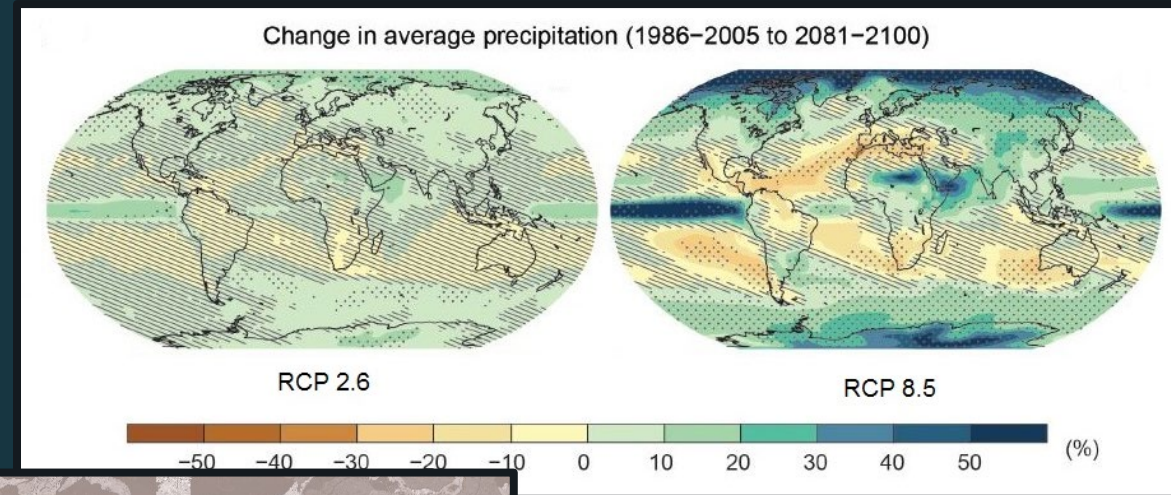 Change in average precipitation (1986−2005 to 2081−2100)
RCP 2.6
RCP 8.5
−50 −40 −30 −20 −10 0 10 20 30 40 50 (%)